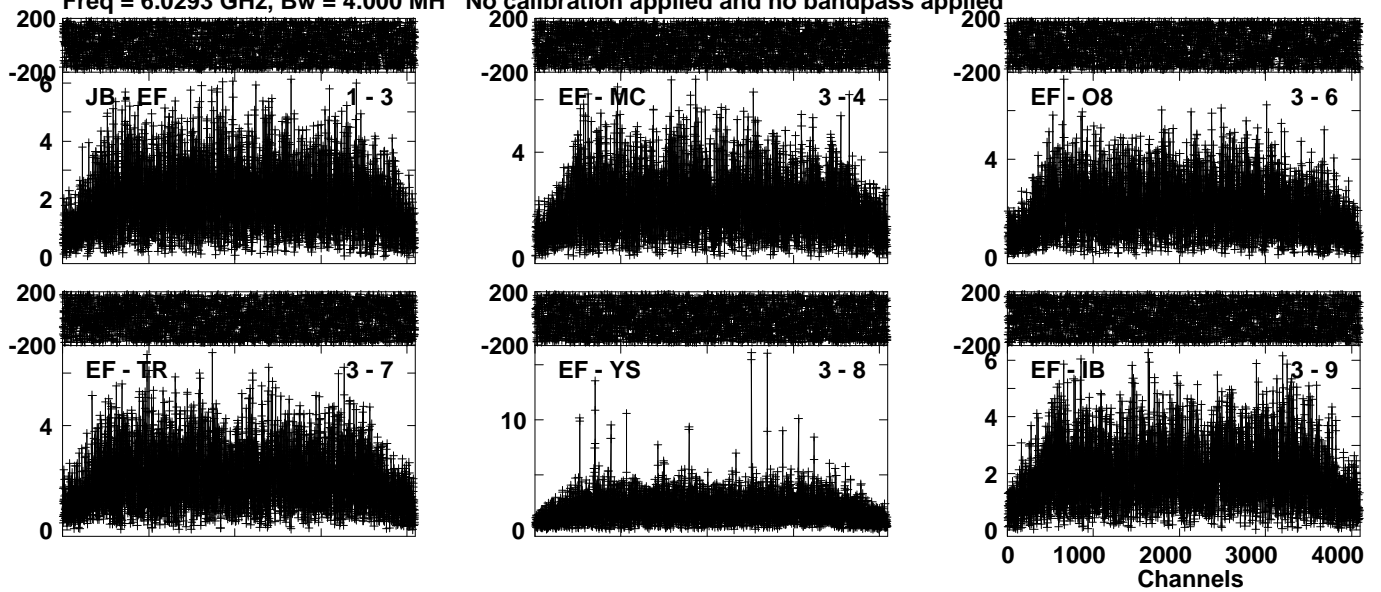 Freq = 6.0293 GHz, Bw = 4.000 MH No calibration applied and no bandpass applied
200 200 200
-200 -200 -200
6
JB - EF 1 - 3 EF - MC 3 - 4 EF - O8 3 - 6
4 4 4
2
0 0 0
200 200 200
-200 -200 -200
6
EF - TR 3 - 7 EF - YS 3 - 8 EF - IB 3 - 9
4 10 4
2
0 0 0
0 1000 2000 3000 4000
Channels